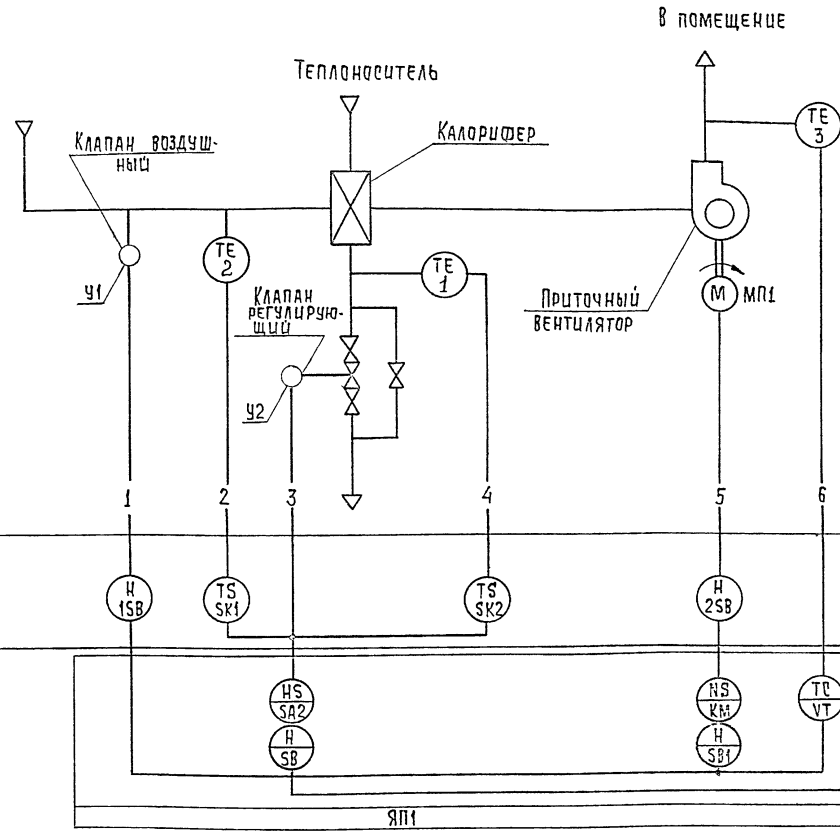 В ПОМЕЩЕНИЕ
ТЕПЛОНОСИТЕЛЬ
КЛАПАН ВОЗДУШ-
НЫЙ
КАЛОРИФЕР
TE
3
TE
2
TE
1
У1
КЛАПАН
РЕГУЛИРУЮ-
ЩИЙ
ПРИТОЧНЫЙ
ВЕНТИЛЯТОР
М МП1
У2
1 2 3 4 5 6
H
1SB
TS
SK1
TS
SK2
H
2SB
HS
SA2
H
SB
NS
KM
H
SB1
TC
VT
ЯП1